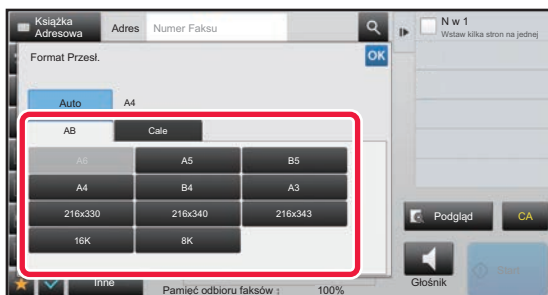 Książka
Adresowa
Adres
Numer Faksu
N w 1
Wstaw kilka stron na jednej
Format Przesł.
OK
Auto
A4
AB
Cale
A6
A5
B5
A4
B4
A3
216x330
216x340
216x343
16K
8K
Podgląd
CA
Inne
Pamięć odbioru faksów :
100%
Głośnik
Start